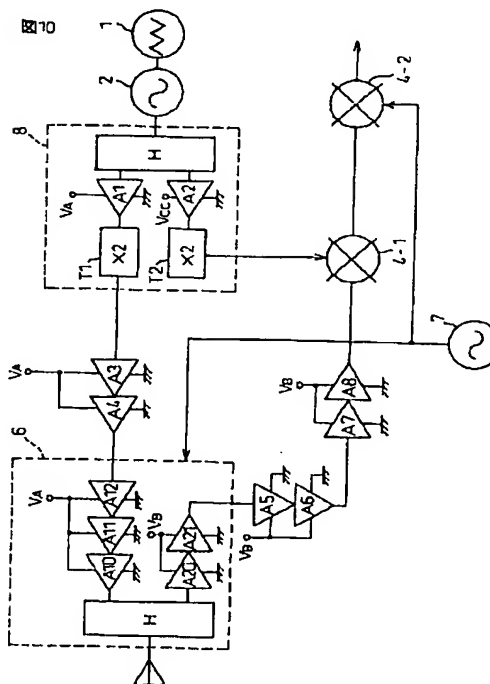 図10
1
2
8
H
VA
A1
VCC
A2
T1
X2
T2
X2
4-2
4-1
VA
A3
A4
7
6
VA
A12
A11
A10
VB
A21
A20
H
VB
A5
A6
VB
A8
A7